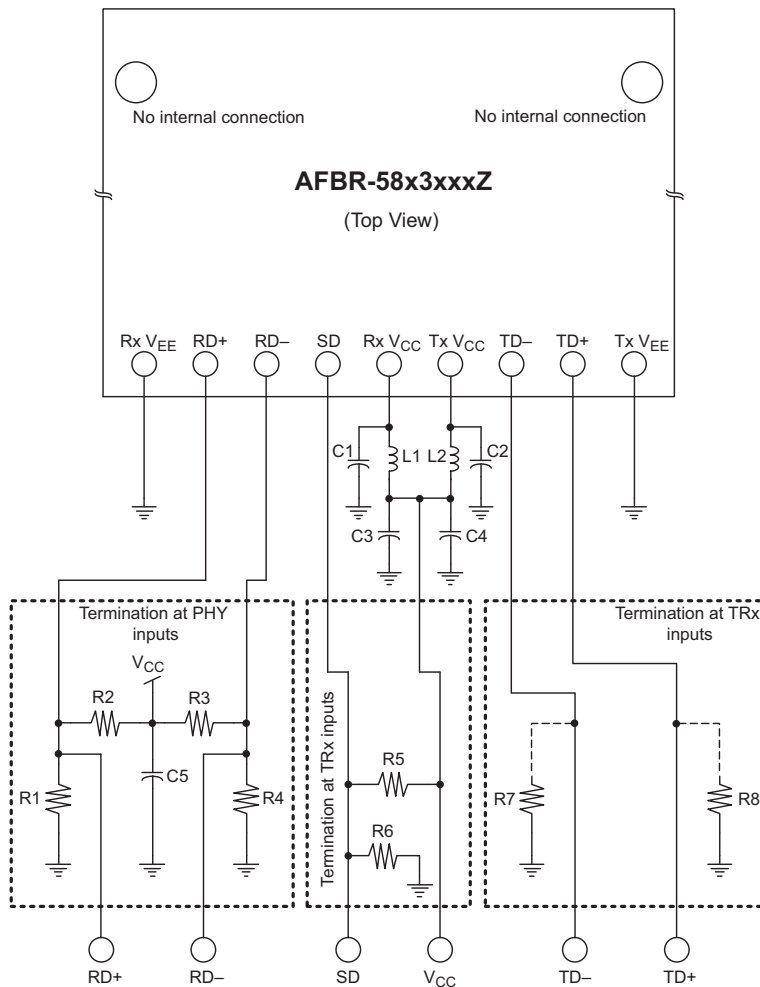 No internal connection
No internal connection
AFBR-58x3xxxZ
(Top View)
Rx VEE
RD+
RD–
SD
Rx VCC
Tx VCC
TD–
TD+
Tx VEE
C1
L1
L2
C2
C3
C4
Termination at PHY
inputs
VCC
R2
R3
R1
C5
R4
Termination at TRx inputs
R5
R6
Termination at TRx
inputs
R7
R8
RD+
RD–
SD
VCC
TD–
TD+